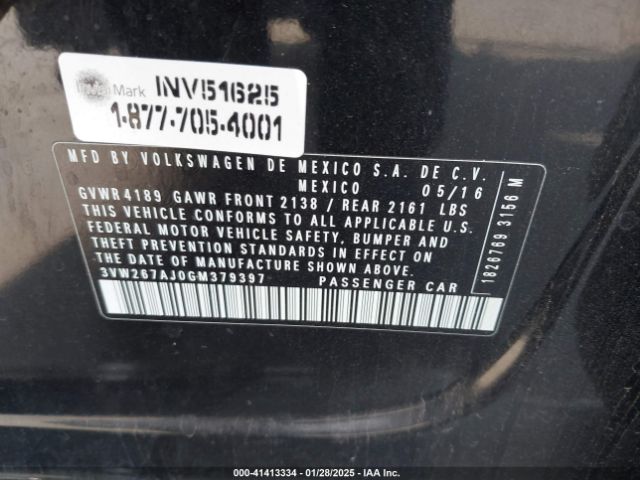 Mark INV51625
1-877-705-4001
MFD BY VOLKSWAGEN DE MEXICO S.A. DE C.V.
MEXICO 05/16
GVWR4189 GAWR FRONT 2138 / REAR 2161 LBS
THIS VEHICLE CONFORMS TO ALL APPLICABLE U.S.
FEDERAL MOTOR VEHICLE SAFETY, BUMPER AND
THEFT PREVENTION STANDARDS IN EFFECT ON
THE DATE OF MANUFACTURE SHOWN ABOVE.
3VW267AJ0GM379397 PASSENGER CAR
1826769 3156 M
000-41413334 - 01/28/2025 - IAA Inc.